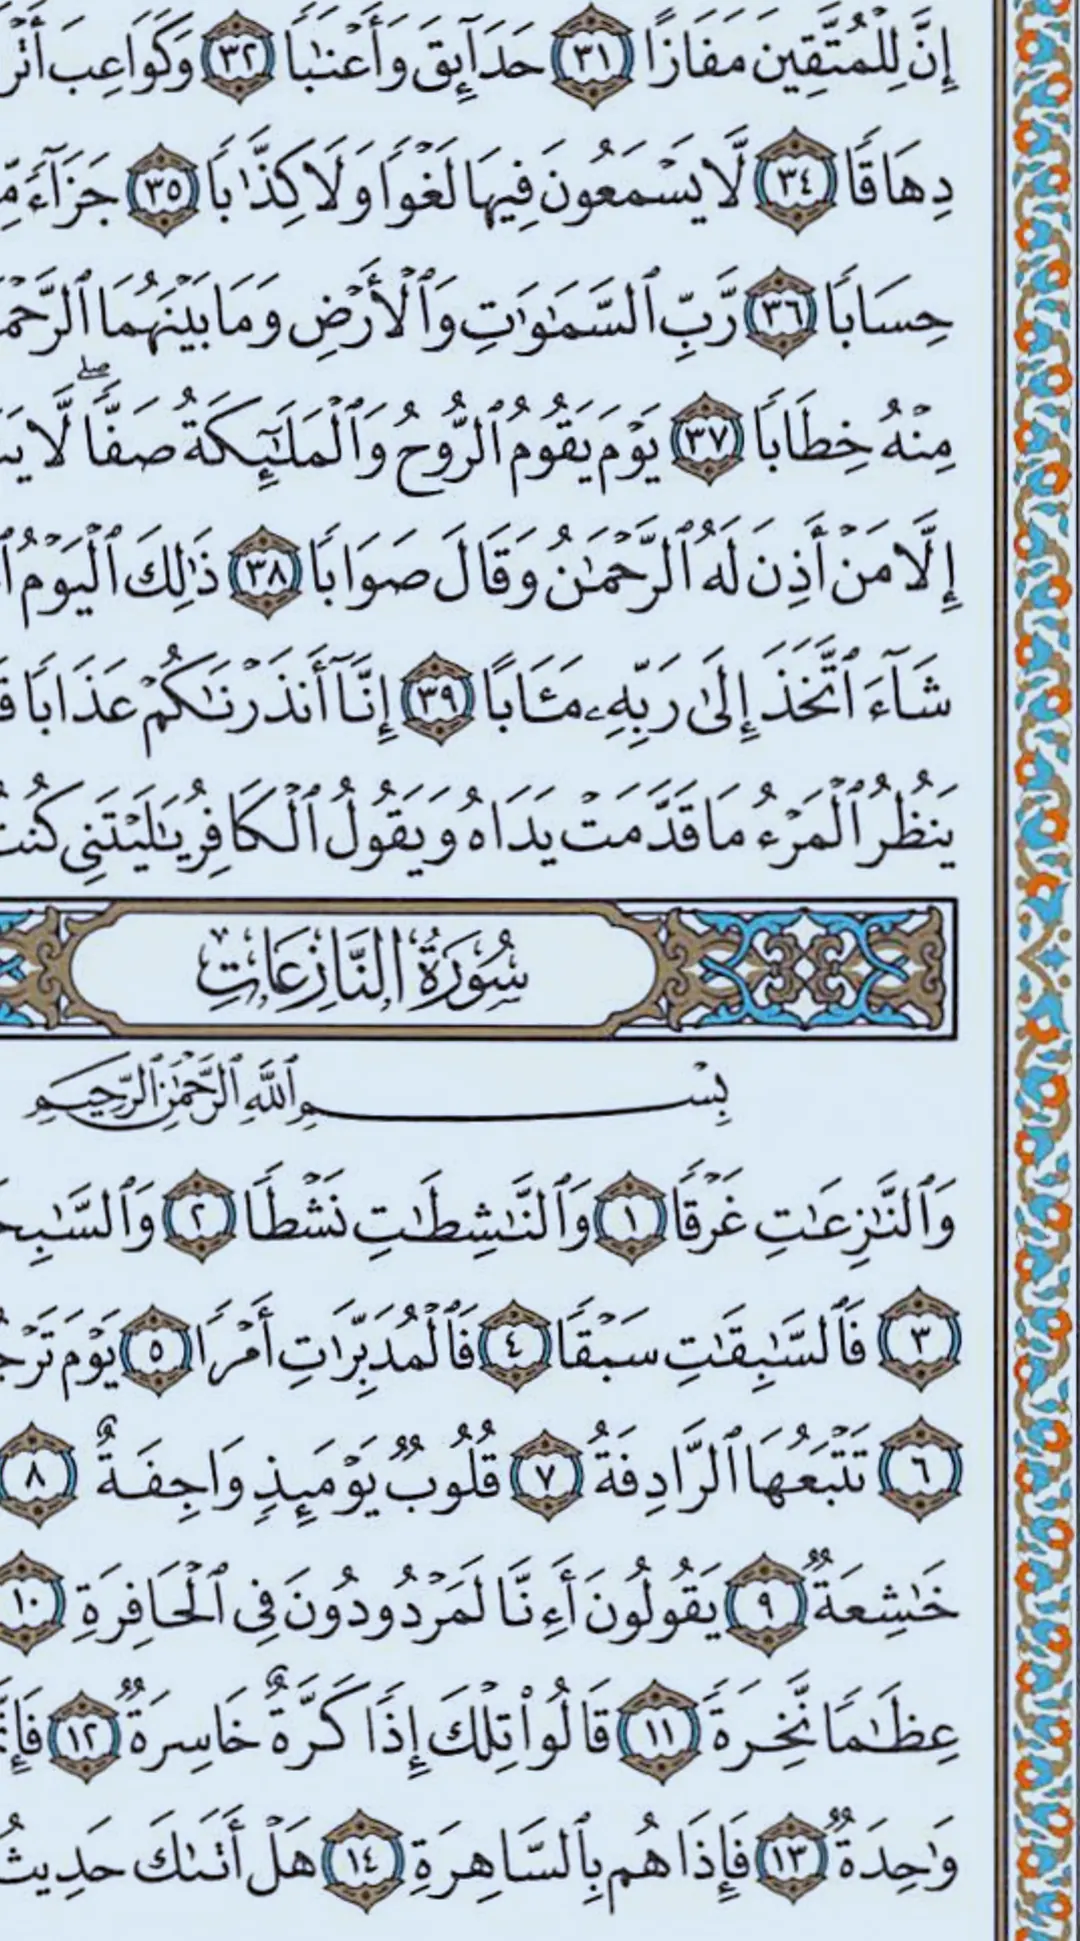 إِنَّ لِلْمُتَّقِينَ مَفَازًا ٣١ حَدَآئِقَ وَأَعْنَٰبًا ٣٢ وَكَوَاعِبَ
دِهَاقًا ٣٤ لَّا يَسْمَعُونَ فِيهَا لَغْوًا وَلَا كِذَّٰبًا ٣٥ جَزَآءً
حِسَابًا ٣٦ رَّبِّ ٱلسَّمَٰوَٰتِ وَٱلْأَرْضِ وَمَا بَيْنَهُمَا
مِنْهُ خِطَابًا ٣٧ يَوْمَ يَقُومُ ٱلرُّوحُ وَٱلْمَلَٰٓئِكَةُ صَفًّا ۖ لَّا
إِلَّا مَنْ أَذِنَ لَهُ ٱلرَّحْمَٰنُ وَقَالَ صَوَابًا ٣٨ ذَٰلِكَ ٱلْيَوْمُ
شَآءَ ٱتَّخَذَ إِلَىٰ رَبِّهِۦ مَـَٔابًا ٣٩ إِنَّآ أَنذَرْنَٰكُمْ عَذَابًا
يَنظُرُ ٱلْمَرْءُ مَا قَدَّمَتْ يَدَاهُ وَيَقُولُ ٱلْكَافِرُ يَٰلَيْتَنِى
سُورَةُ النَّازِعَاتِ
بِسْمِ ٱللَّهِ ٱلرَّحْمَٰنِ ٱلرَّحِيمِ
وَٱلنَّٰزِعَٰتِ غَرْقًا ١ وَٱلنَّٰشِطَٰتِ نَشْطًا ٢
٣ فَٱلسَّٰبِقَٰتِ سَبْقًا ٤ فَٱلْمُدَبِّرَٰتِ أَمْرًا ٥ يَوْمَ
٦ تَتْبَعُهَا ٱلرَّادِفَةُ ٧ قُلُوبٌ يَوْمَئِذٍ وَاجِفَةٌ ٨
خَٰشِعَةٌ ٩ يَقُولُونَ أَءِنَّا لَمَرْدُودُونَ فِى ٱلْحَافِرَةِ ١٠
عِظَٰمًا نَّخِرَةً ١١ قَالُوا۟ تِلْكَ إِذًا كَرَّةٌ خَاسِرَةٌ ١٢
وَٰحِدَةٌ ١٣ فَإِذَا هُم بِٱلسَّاهِرَةِ ١٤ هَلْ أَتَىٰكَ حَدِيثُ